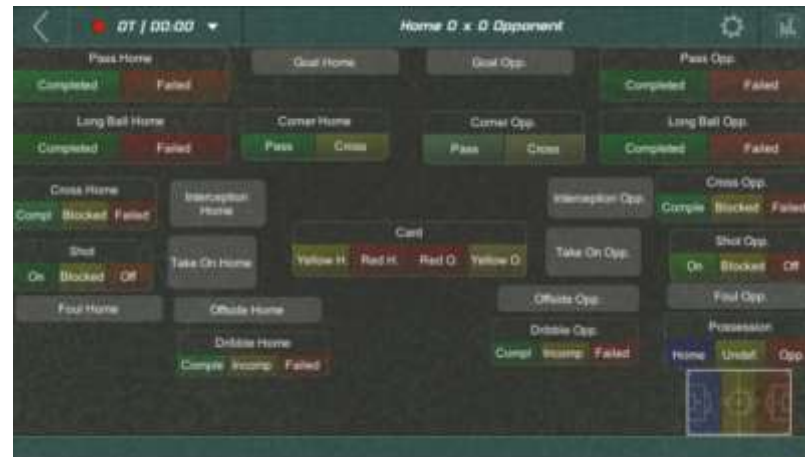 0T | 00:00
Home 0 x 0 Opponent
Pass Home
Completed Failed
Goal Home
Goal Opp.
Pass Opp.
Completed Failed
Long Ball Home
Completed Failed
Corner Home
Pass Cross
Corner Opp.
Pass Cross
Long Ball Opp.
Completed Failed
Cross Home
Compl Blocked Failed
Interception
Home
Interception Opp.
Cross Opp.
Comple Blocked Failed
Shot
On Blocked Off
Take On Home
Card
Yellow H. Red H. Red O. Yellow O.
Take On Opp.
Shot Opp.
On Blocked Off
Foul Home
Offside Home
Offside Opp.
Foul Opp.
Dribble Home
Comple Incomp Failed
Dribble Opp.
Compl Incomp Failed
Possession
Home Undef. Opp.